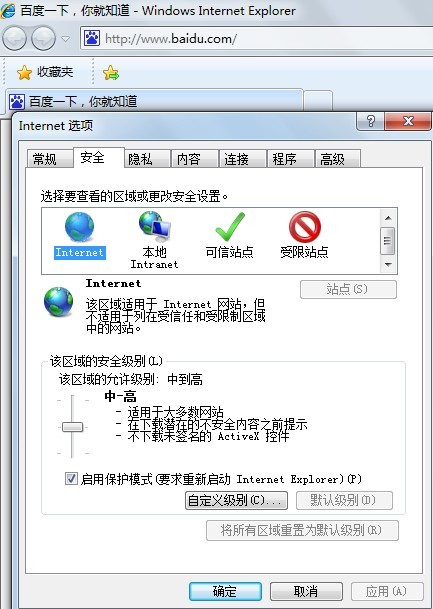 百度一下，你就知道 - Windows Internet Explorer
http://www.baidu.com/
收藏夹
百度一下，你就知道
Internet 选项
常规 安全 隐私 内容 连接 程序 高级
选择要查看的区域或更改安全设置。
Internet 本地 Intranet 可信站点 受限站点
Internet
站点(S)
该区域适用于 Internet 网站，但
不适用于列在受信任和受限制区域
中的网站。
该区域的安全级别(L)
该区域的允许级别: 中到高
中-高
- 适用于大多数网站
- 在下载潜在的不安全内容之前提示
- 不下载未签名的 ActiveX 控件
启用保护模式(要求重新启动 Internet Explorer)(P)
自定义级别(C)... 默认级别(D)
将所有区域重置为默认级别(R)
确定 取消 应用(A)